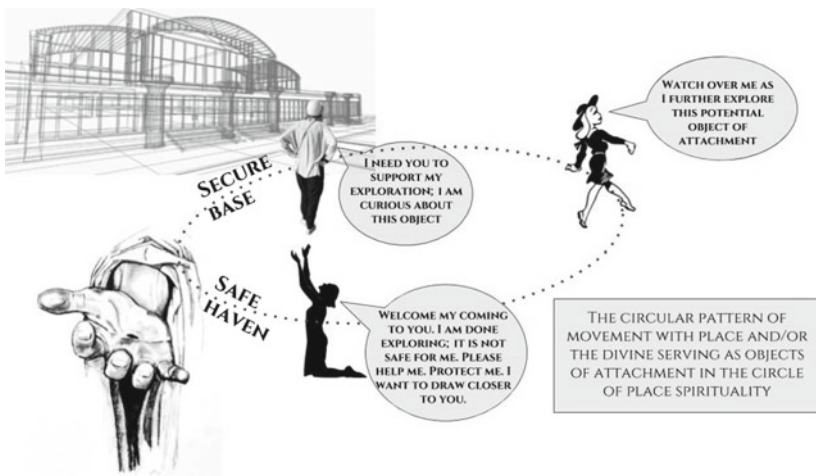 WATCH OVER ME AS
I FURTHER EXPLORE
THIS POTENTIAL
OBJECT OF
ATTACHMENT
SECURE
BASE
I NEED YOU TO
SUPPORT MY
EXPLORATION; I AM
CURIOUS ABOUT
THIS OBJECT
SAFE
HAVEN
WELCOME MY COMING
TO YOU. I AM DONE
EXPLORING; IT IS NOT
SAFE FOR ME. PLEASE
HELP ME. PROTECT ME. I
WANT TO DRAW CLOSER
TO YOU.
THE CIRCULAR PATTERN OF
MOVEMENT WITH PLACE AND/OR
THE DIVINE SERVING AS OBJECTS
OF ATTACHMENT IN THE CIRCLE
OF PLACE SPIRITUALITY